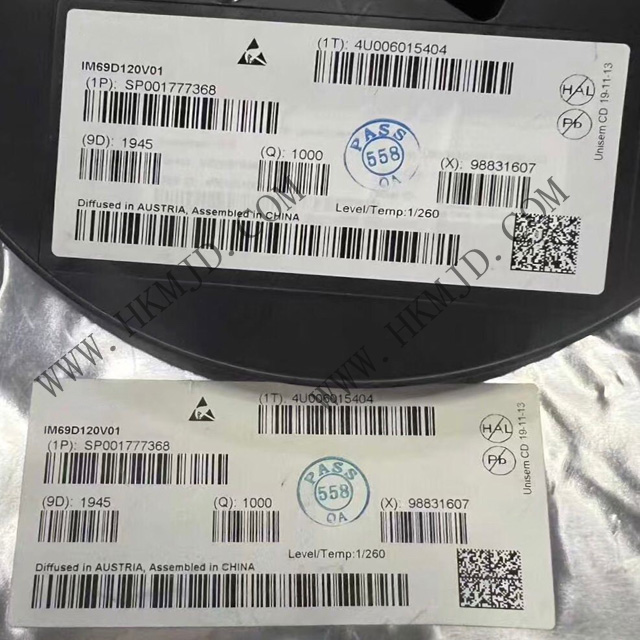 (1T): 4U006015404
IM69D120V01
(1P): SP001777368
HAL
Pb
Unisem CD 19-11-13
(9D): 1945
(Q): 1000
PASS
558
QA
(X): 98831607
Diffused in AUSTRIA, Assembled in CHINA
Level/Temp:1/260
WWW.HKMJD.COM
WWW.HKMJD.COM
(1T): 4U006015404
IM69D120V01
(1P): SP001777368
HAL
Pb
Unisem CD 19-11-13
(9D): 1945
(Q): 1000
PASS
558
QA
(X): 98831607
Level/Temp:1/260
Diffused in AUSTRIA, Assembled in CHINA